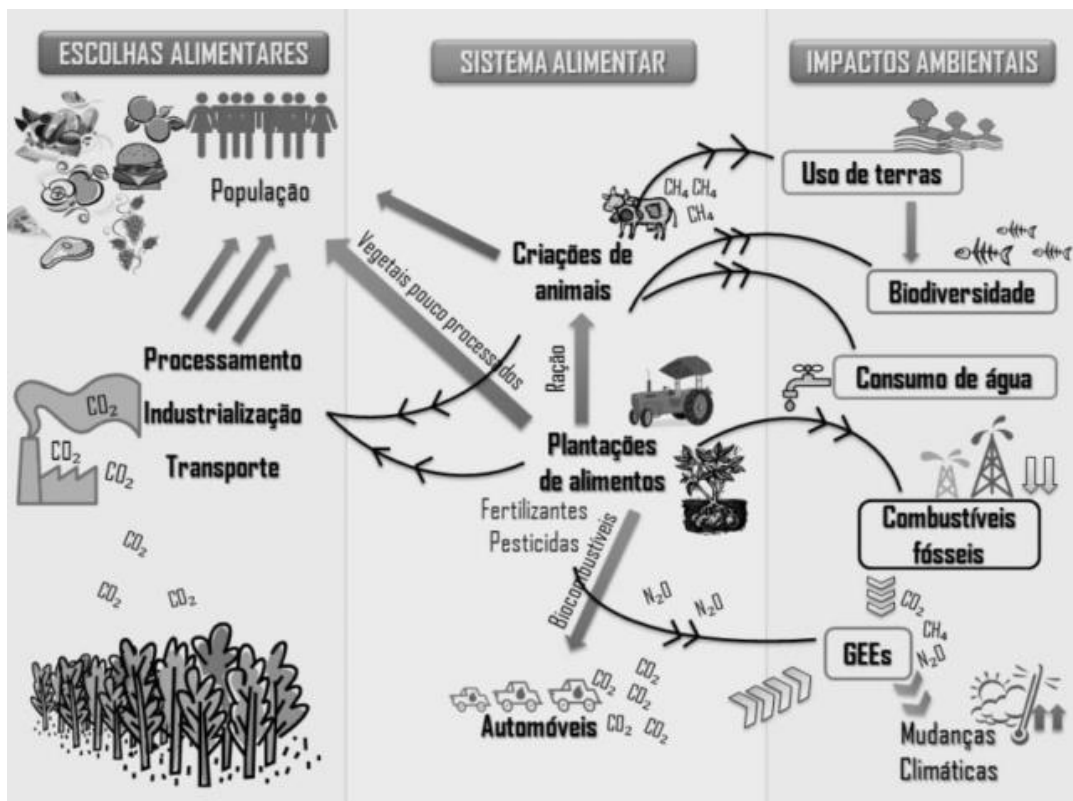 ESCOLHAS ALIMENTARES
População
Processamento
Industrialização
Transporte
CO₂
CO₂
CO₂
CO₂
CO₂
CO₂
SISTEMA ALIMENTAR
CH₄ CH₄
CH₄
Criações de
animais
Vegetais pouco processados
Ração
Plantações
de alimentos
Fertilizantes
Pesticidas
Biocombustíveis
N₂O
N₂O
Automóveis
CO₂
CO₂
CO₂
CO₂
CO₂
IMPACTOS AMBIENTAIS
Uso de terras
Biodiversidade
Consumo de água
Combustíveis
fósseis
CO₂
CH₄
N₂O
GEEs
Mudanças
Climáticas